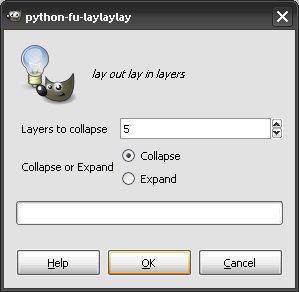 python-fu-laylaylay
lay out lay in layers
Layers to collapse 5
Collapse or Expand
Collapse
Expand
Help OK Cancel